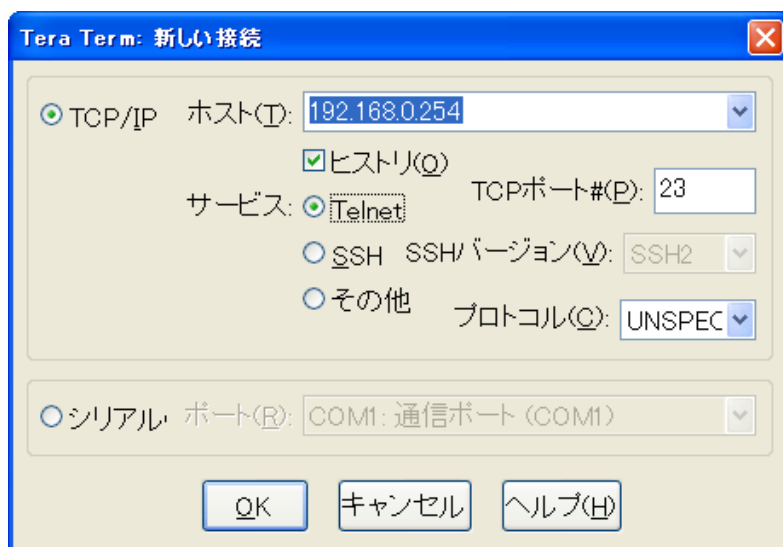 Tera Term: 新しい接続
TCP/IP ホスト(T): 192.168.0.254
ヒストリ(O)
サービス: Telnet TCPポート#(P): 23
SSH SSHバージョン(V): SSH2
その他 プロトコル(C): UNSPEC
シリアル ポート(R): COM1: 通信ポート (COM1)
OK キャンセル ヘルプ(H)